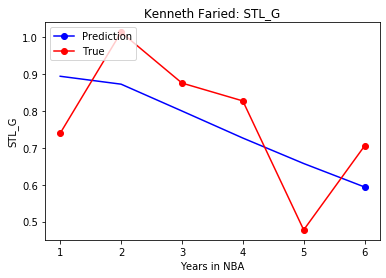 Kenneth Faried: STL_G
Prediction
True
1.0
0.9
0.8
0.7
0.6
0.5
STL_G
1 2 3 4 5 6
Years in NBA